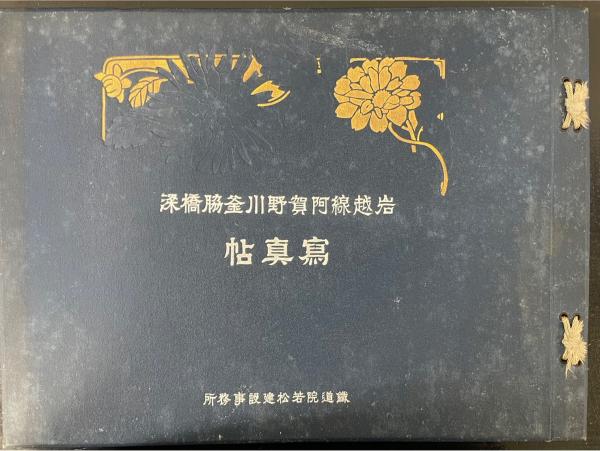 岩越線阿賀野川釜脇橋梁
寫真帖
鐵道院若松建設事務所